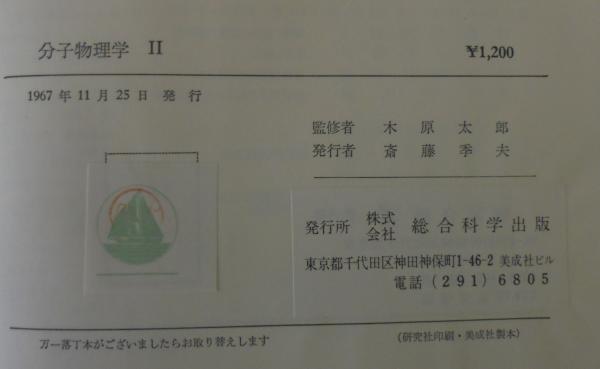 分子物理学 II
¥1,200
1967 年 11 月 25 日 発 行
監修者 木 原 太 郎
発行者 斎 藤 季 夫
発行所 株式会社 総合科学出版
東京都千代田区神田神保町1-46-2 美成社ビル
電話 (291) 6805
万一落丁本がございましたらお取り替えします
(研究社印刷・美成社製本)